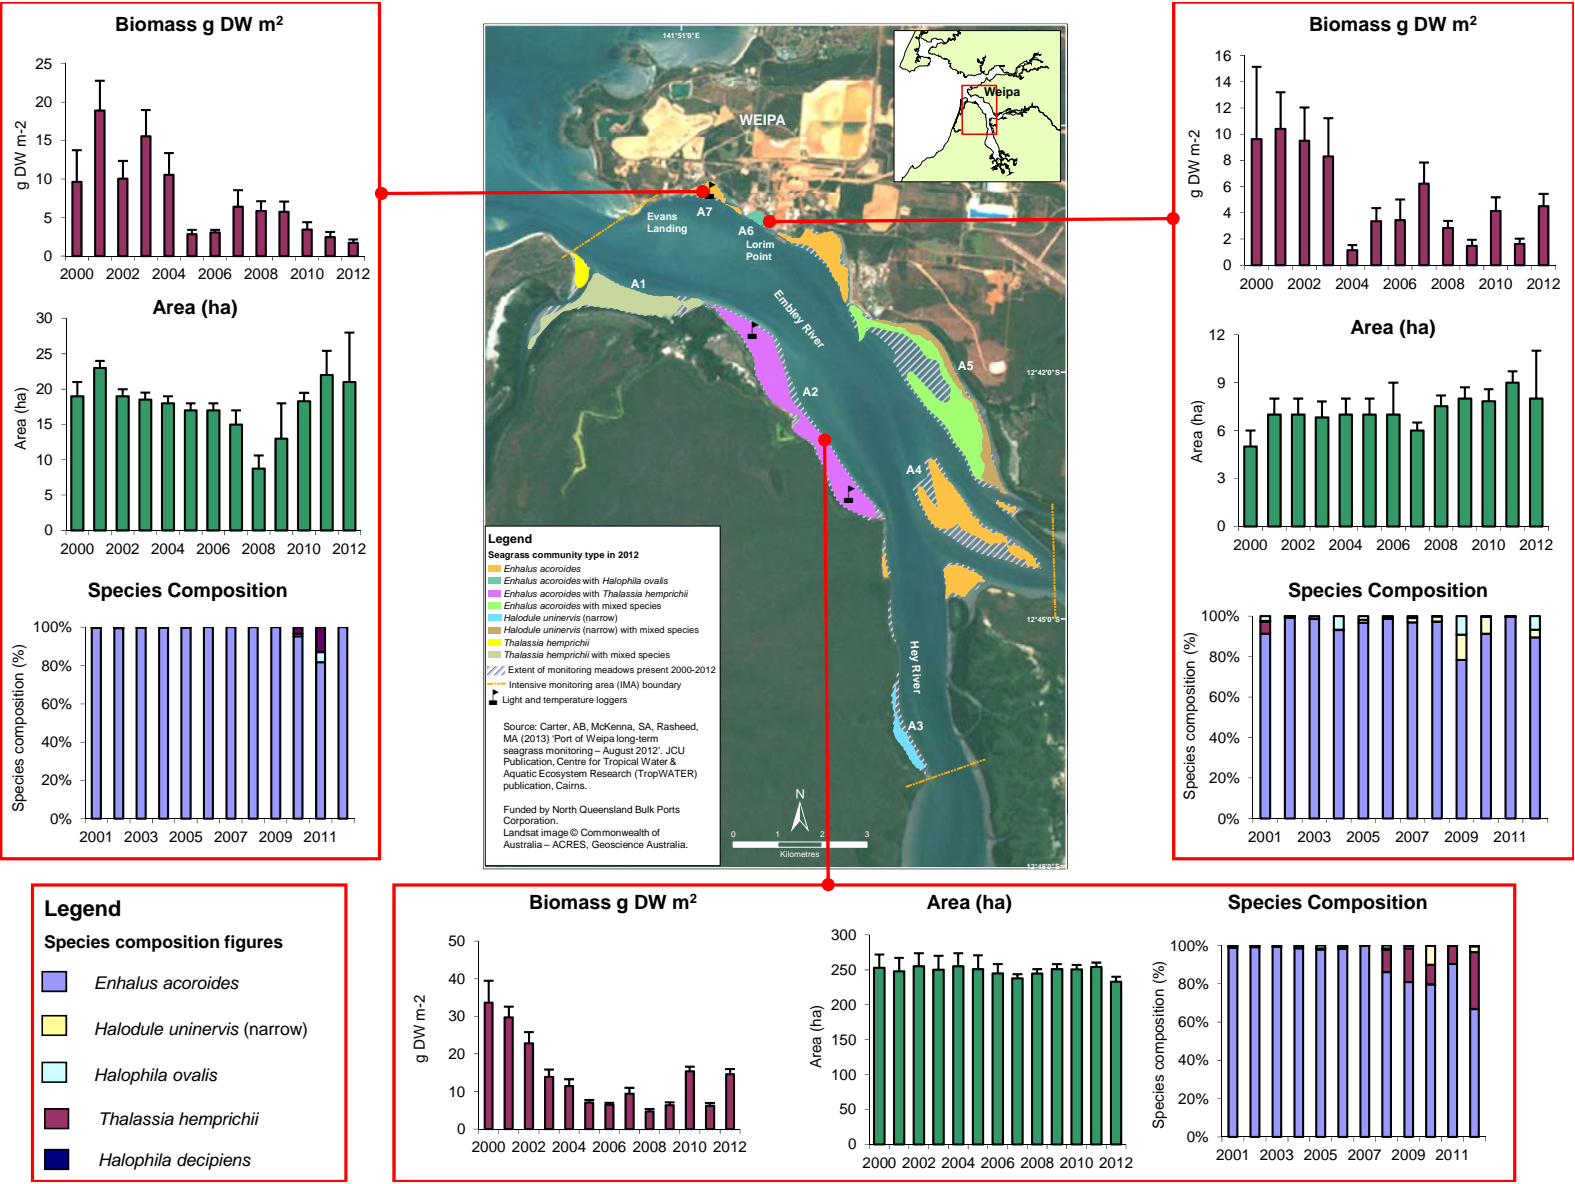 Biomass g DW m2
g DW m-2
25
20
15
10
5
0
2000 2002 2004 2006 2008 2010 2012
Area (ha)
Area (ha)
30
25
20
15
10
5
0
2000 2002 2004 2006 2008 2010 2012
Species Composition
Species composition (%)
100%
80%
60%
40%
20%
0%
2001 2003 2005 2007 2009 2011
141°51'0"E
WEIPA
Weipa
A7
Evans
Landing
A6
Lorim
Point
A1
Embley River
A5
12°42'0"S
A2
A4
12°45'0"S
Hey River
A3
12°48'0"S
Legend
Seagrass community type in 2012
Enhalus acoroides
Enhalus acoroides with Halophila ovalis
Enhalus acoroides with Thalassia hemprichii
Enhalus acoroides with mixed species
Halodule uninervis (narrow)
Halodule uninervis (narrow) with mixed species
Thalassia hemprichii
Thalassia hemprichii with mixed species
Extent of monitoring meadows present 2000-2012
Intensive monitoring area (IMA) boundary
Light and temperature loggers
Source: Carter, AB, McKenna, SA, Rasheed,
MA (2013) 'Port of Weipa long-term
seagrass monitoring – August 2012'. JCU
Publication, Centre for Tropical Water &
Aquatic Ecosystem Research (TropWATER)
publication, Cairns.
Funded by North Queensland Bulk Ports
Corporation.
Landsat image © Commonwealth of
Australia – ACRES, Geoscience Australia.
N
0 1 2 3
Kilometres
Biomass g DW m2
g DW m-2
16
14
12
10
8
6
4
2
0
2000 2002 2004 2006 2008 2010 2012
Area (ha)
Area (ha)
12
9
6
3
0
2000 2002 2004 2006 2008 2010 2012
Species Composition
Species composition (%)
100%
80%
60%
40%
20%
0%
2001 2003 2005 2007 2009 2011
Legend
Species composition figures
Enhalus acoroides
Halodule uninervis (narrow)
Halophila ovalis
Thalassia hemprichii
Halophila decipiens
Biomass g DW m2
g DW m-2
50
40
30
20
10
0
2000 2002 2004 2006 2008 2010 2012
Area (ha)
Area (ha)
300
250
200
150
100
50
0
2000 2002 2004 2006 2008 2010 2012
Species Composition
Species composition (%)
100%
80%
60%
40%
20%
0%
2001 2003 2005 2007 2009 2011